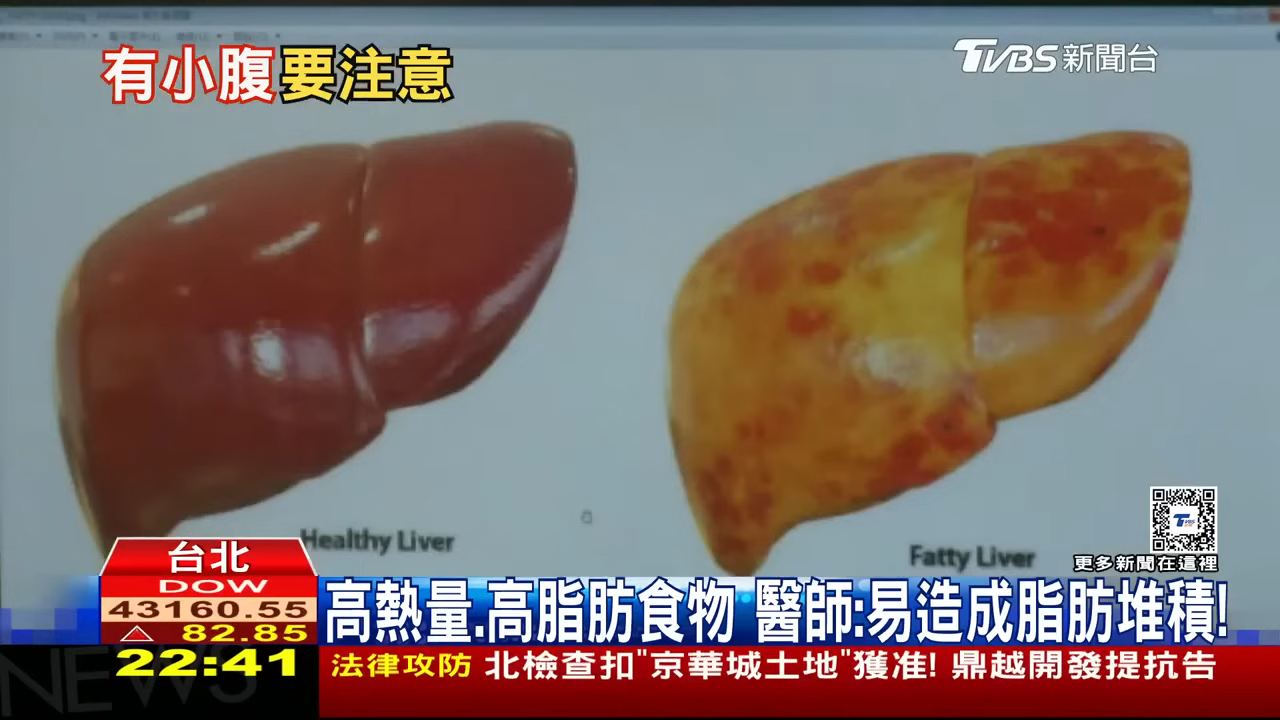 有小腹要注意
TVBS新聞台
Healthy Liver
Fatty Liver
TVBS
更多新聞在這裡
台北
DOW
43160.55
82.85
22:41
高熱量.高脂肪食物 醫師:易造成脂肪堆積!
法律攻防 北檢查扣"京華城土地"獲准! 鼎越開發提抗告
NEWS